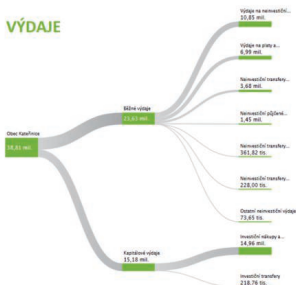 VÝDAJE
Výdaje na neinvestiční...
10,85 mil.
Výdaje na platy a...
6,99 mil.
Neinvestiční transfery...
1,68 mil.
Běžné výdaje
23,63 mil.
Neinvestiční půjčené...
1,45 mil.
Obec Kateřinice
38,81 mil.
Neinvestiční transfery...
361,82 tis.
Neinvestiční transfery...
228,00 tis.
Ostatní neinvestiční výdaje
73,65 tis.
Investiční nákupy a...
14,96 mil.
Kapitálové výdaje
15,18 mil.
Investiční transfery
218,76 tis.